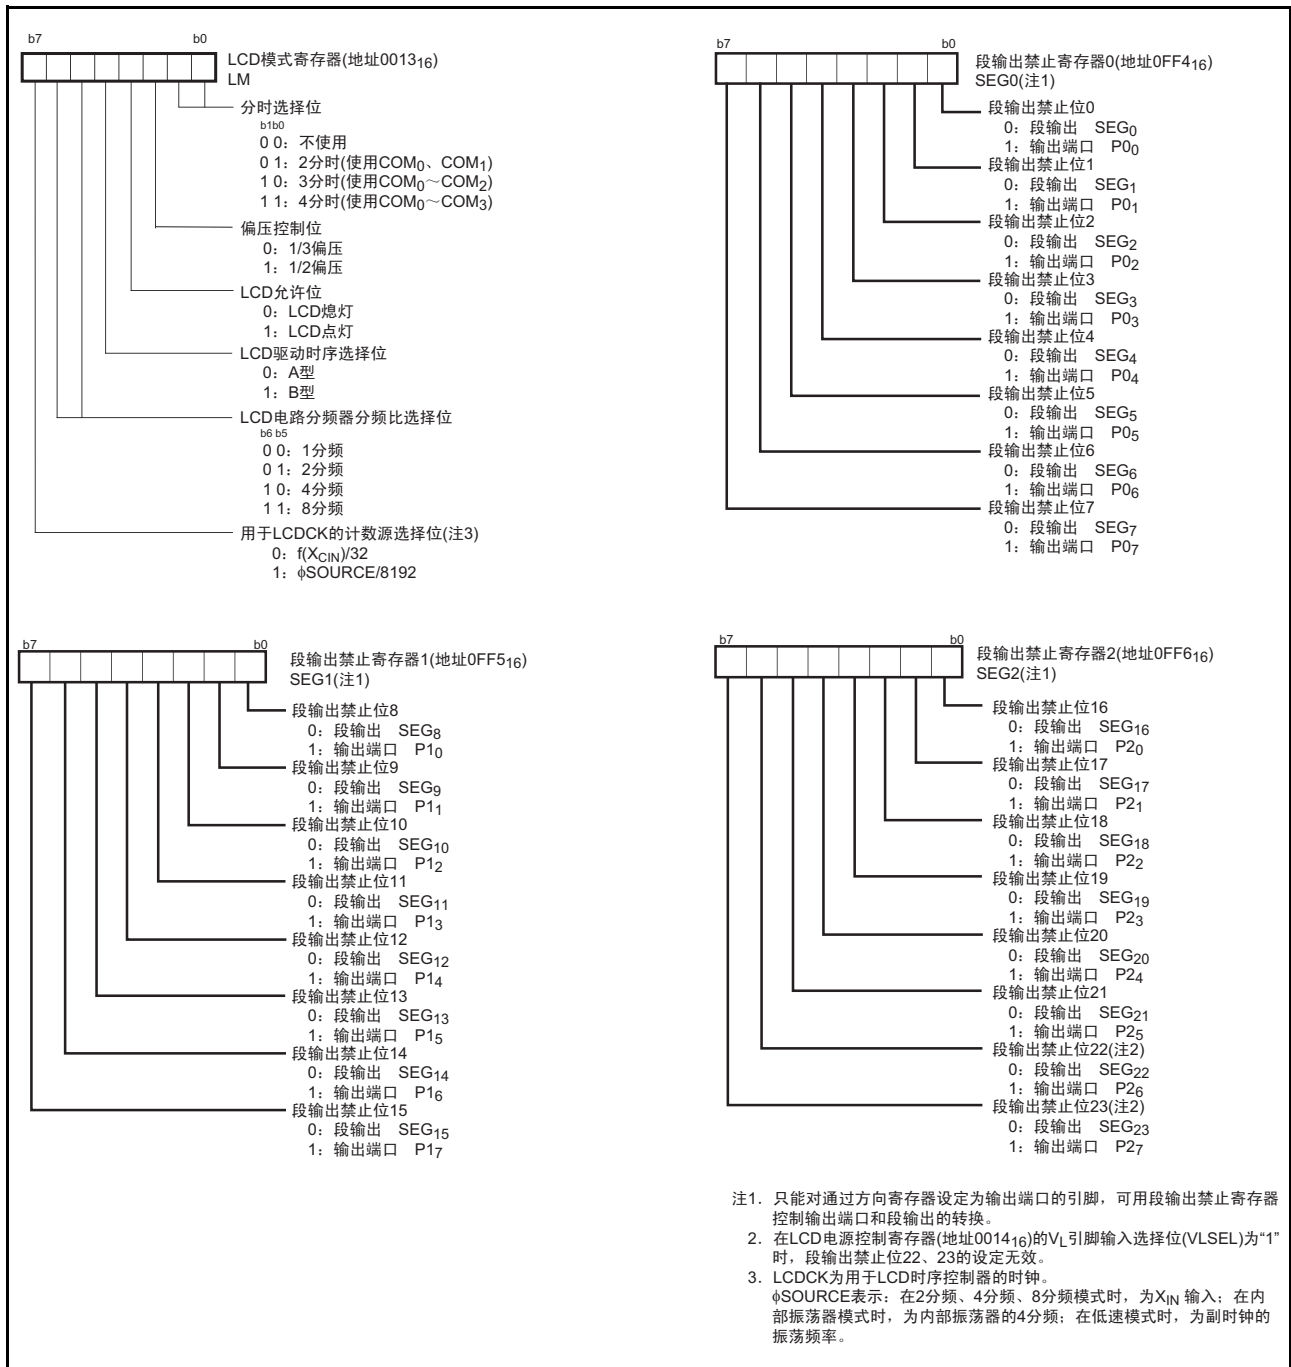 b7 b0
LCD模式寄存器(地址0013₁₆)
LM
分时选择位
b1b0
0 0：不使用
0 1：2分时(使用COM₀、COM₁)
1 0：3分时(使用COM₀～COM₂)
1 1：4分时(使用COM₀～COM₃)
偏压控制位
0：1/3偏压
1：1/2偏压
LCD允许位
0：LCD熄灯
1：LCD点灯
LCD驱动时序选择位
0：A型
1：B型
LCD电路分频器分频比选择位
b6 b5
0 0：1分频
0 1：2分频
1 0：4分频
1 1：8分频
用于LCDCK的计数源选择位(注3)
0：f(X_CIN)/32
1：ϕSOURCE/8192
b7 b0
段输出禁止寄存器0(地址0FF4₁₆)
SEG0(注1)
段输出禁止位0
0：段输出 SEG₀
1：输出端口 P0₀
段输出禁止位1
0：段输出 SEG₁
1：输出端口 P0₁
段输出禁止位2
0：段输出 SEG₂
1：输出端口 P0₂
段输出禁止位3
0：段输出 SEG₃
1：输出端口 P0₃
段输出禁止位4
0：段输出 SEG₄
1：输出端口 P0₄
段输出禁止位5
0：段输出 SEG₅
1：输出端口 P0₅
段输出禁止位6
0：段输出 SEG₆
1：输出端口 P0₆
段输出禁止位7
0：段输出 SEG₇
1：输出端口 P0₇
b7 b0
段输出禁止寄存器1(地址0FF5₁₆)
SEG1(注1)
段输出禁止位8
0：段输出 SEG₈
1：输出端口 P1₀
段输出禁止位9
0：段输出 SEG₉
1：输出端口 P1₁
段输出禁止位10
0：段输出 SEG₁₀
1：输出端口 P1₂
段输出禁止位11
0：段输出 SEG₁₁
1：输出端口 P1₃
段输出禁止位12
0：段输出 SEG₁₂
1：输出端口 P1₄
段输出禁止位13
0：段输出 SEG₁₃
1：输出端口 P1₅
段输出禁止位14
0：段输出 SEG₁₄
1：输出端口 P1₆
段输出禁止位15
0：段输出 SEG₁₅
1：输出端口 P1₇
b7 b0
段输出禁止寄存器2(地址0FF6₁₆)
SEG2(注1)
段输出禁止位16
0：段输出 SEG₁₆
1：输出端口 P2₀
段输出禁止位17
0：段输出 SEG₁₇
1：输出端口 P2₁
段输出禁止位18
0：段输出 SEG₁₈
1：输出端口 P2₂
段输出禁止位19
0：段输出 SEG₁₉
1：输出端口 P2₃
段输出禁止位20
0：段输出 SEG₂₀
1：输出端口 P2₄
段输出禁止位21
0：段输出 SEG₂₁
1：输出端口 P2₅
段输出禁止位22(注2)
0：段输出 SEG₂₂
1：输出端口 P2₆
段输出禁止位23(注2)
0：段输出 SEG₂₃
1：输出端口 P2₇
注1．只能对通过方向寄存器设定为输出端口的引脚，可用段输出禁止寄存器
控制输出端口和段输出的转换。
2．在LCD电源控制寄存器(地址0014₁₆)的V_L引脚输入选择位(VLSEL)为“1”
时，段输出禁止位22、23的设定无效。
3．LCDCK为用于LCD时序控制器的时钟。
ϕSOURCE表示：在2分频、4分频、8分频模式时，为X_IN 输入；在内
部振荡器模式时，为内部振荡器的4分频；在低速模式时，为副时钟的
振荡频率。